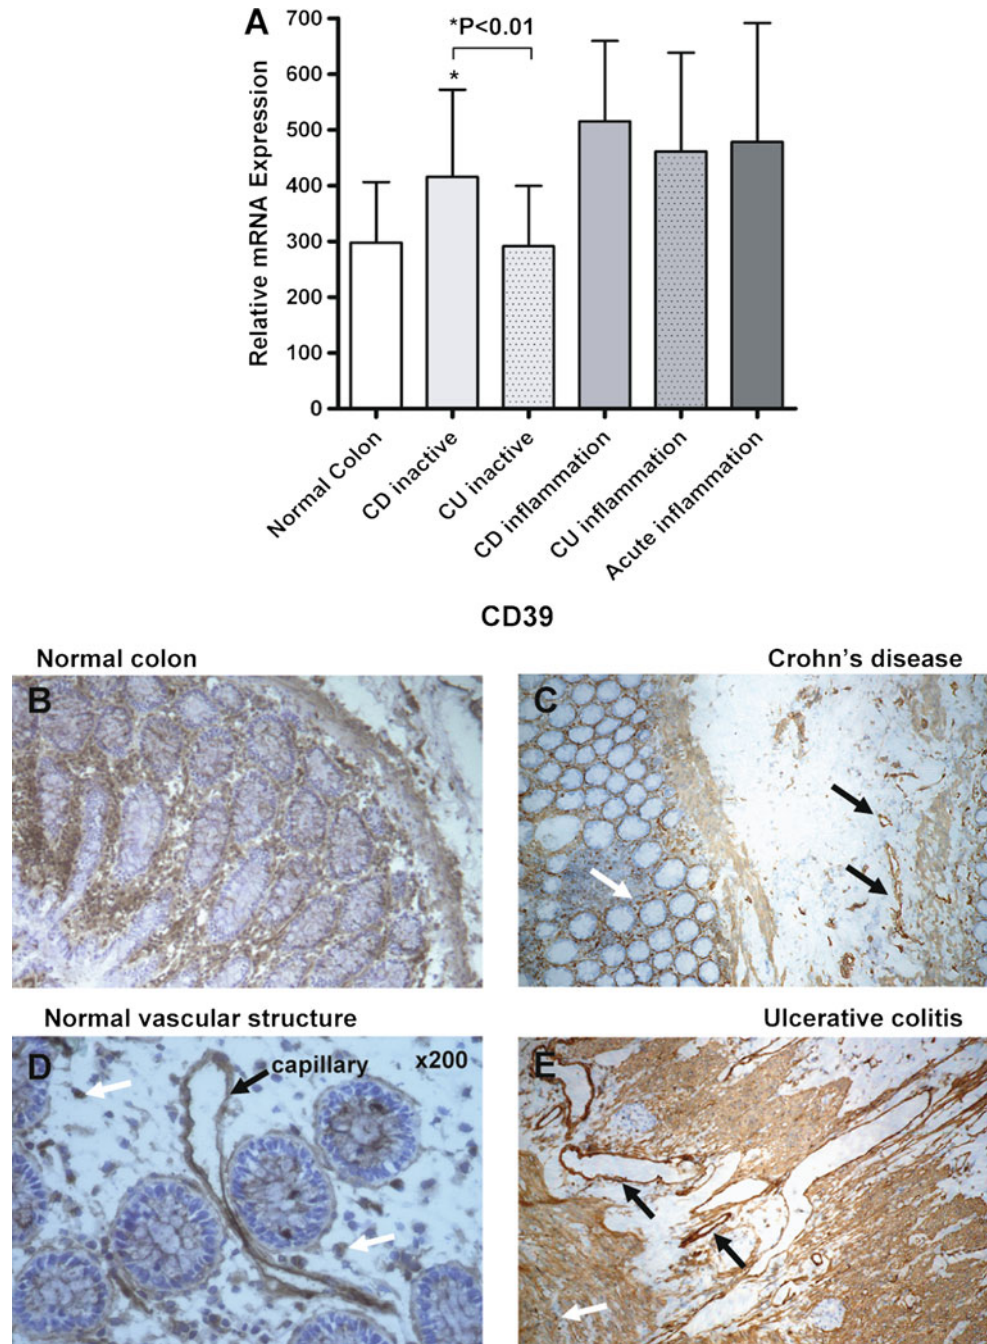 A
*P<0.01
*
Relative mRNA Expression
700
600
500
400
300
200
100
0
Normal Colon
CD inactive
CU inactive
CD inflammation
CU inflammation
Acute inflammation
CD39
Normal colon
Crohn's disease
B
C
Normal vascular structure
Ulcerative colitis
D
capillary
x200
E